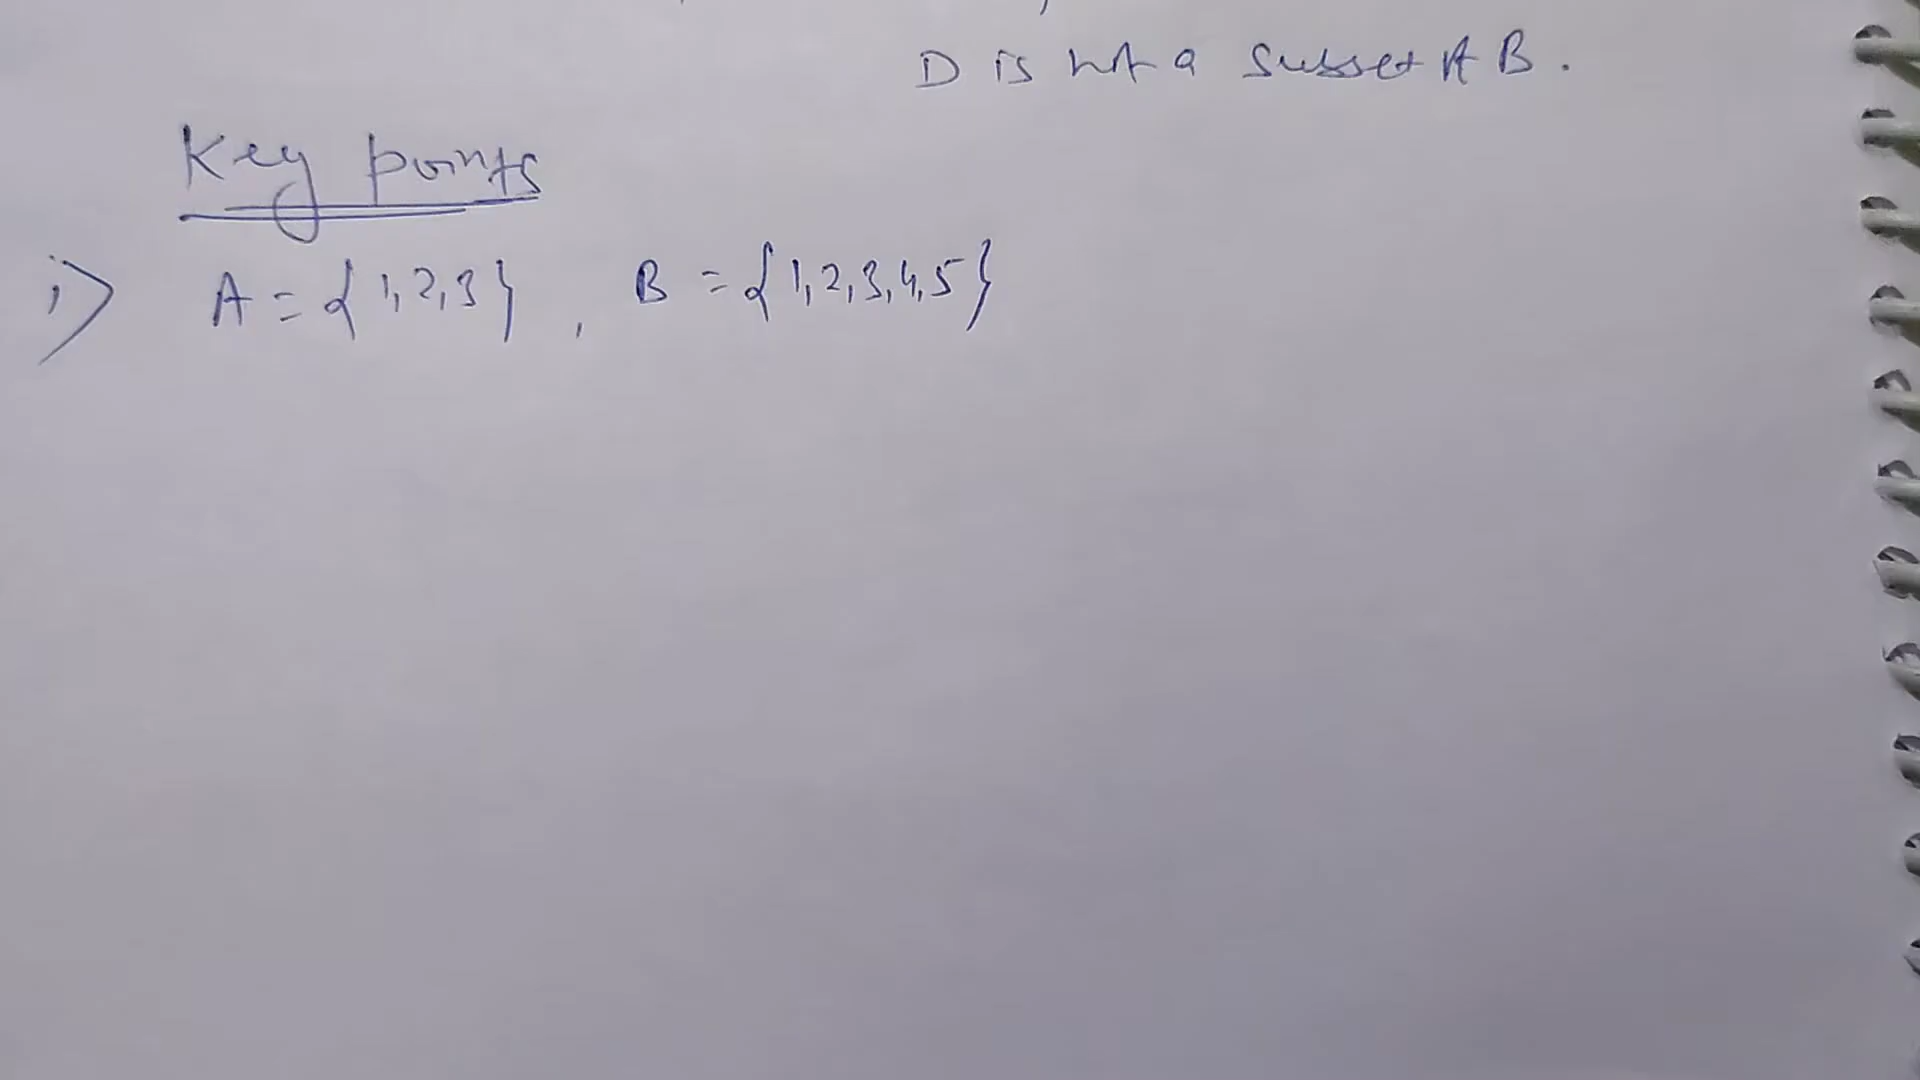 D is not a subset of B.
Key points
i) A = {1,2,3} , B = {1,2,3,4,5}